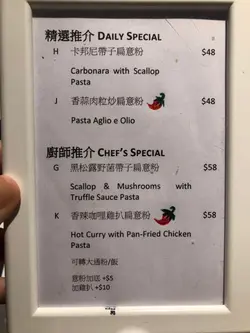 精選推介 DAILY SPECIAL
H 卡邦尼帶子扁意粉 $48
Carbonara with Scallop
Pasta
J 香蒜肉粒炒扁意粉 $48
Pasta Aglio e Olio
廚師推介 CHEF'S SPECIAL
G 黑松露野菌帶子扁意粉 $58
Scallop & Mushrooms with
Truffle Sauce Pasta
K 香辣咖喱雞扒扁意粉 $58
Hot Curry with Pan-Fried Chicken
Pasta
可轉大通粉/飯
意粉加底 +$5
加雞扒 +$10